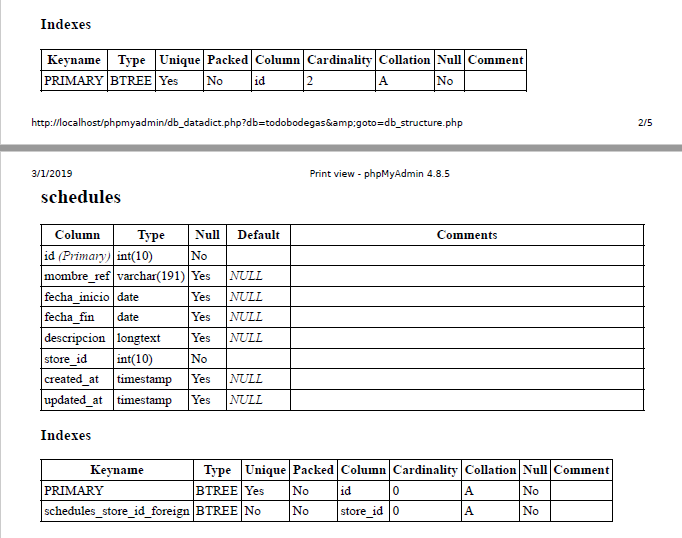 Indexes
Keyname Type Unique Packed Column Cardinality Collation Null Comment
PRIMARY BTREE Yes No id 2 A No
http://localhost/phpmyadmin/db_datadict.php?db=todobodegas&amp;goto=db_structure.php 2/5
3/1/2019 Print view - phpMyAdmin 4.8.5
schedules
Column Type Null Default Comments
id (Primary) int(10) No
mombre_ref varchar(191) Yes NULL
fecha_inicio date Yes NULL
fecha_fin date Yes NULL
descripcion longtext Yes NULL
store_id int(10) No
created_at timestamp Yes NULL
updated_at timestamp Yes NULL
Indexes
Keyname Type Unique Packed Column Cardinality Collation Null Comment
PRIMARY BTREE Yes No id 0 A No
schedules_store_id_foreign BTREE No No store_id 0 A No